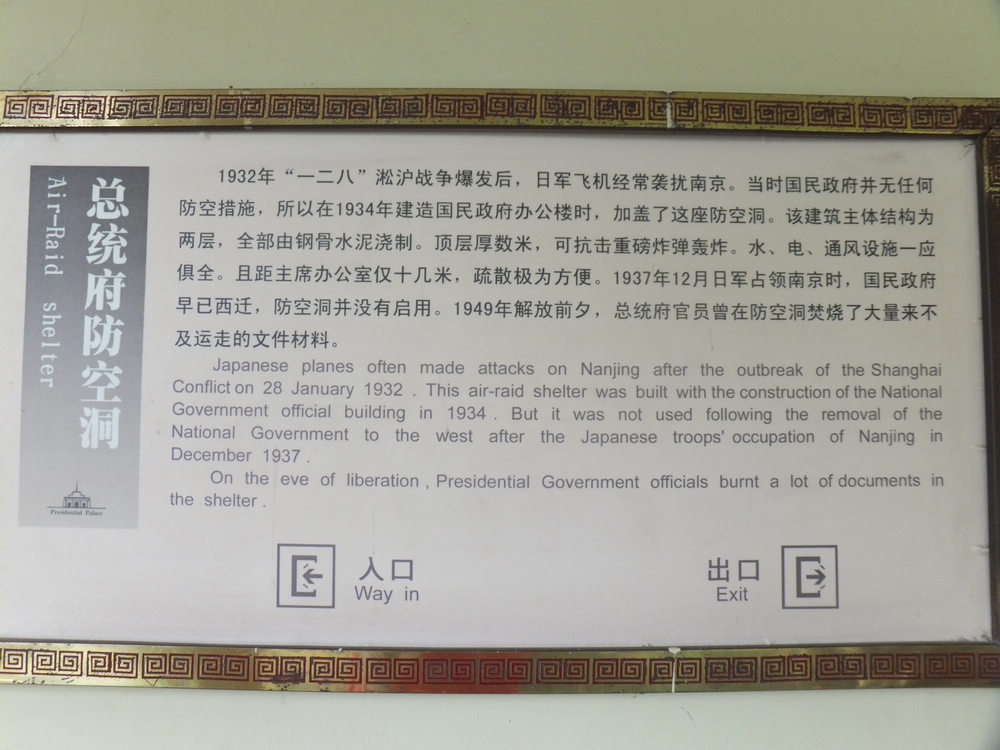 总统府防空洞
Air-Raid shelter
Presidential Palace
1932年“一二八”淞沪战争爆发后，日军飞机经常袭扰南京。当时国民政府并无任何
防空措施，所以在1934年建造国民政府办公楼时，加盖了这座防空洞。该建筑主体结构为
两层，全部由钢骨水泥浇制。顶层厚数米，可抗击重磅炸弹轰炸。水、电、通风设施一应
俱全。且距主席办公室仅十几米，疏散极为方便。1937年12月日军占领南京时，国民政府
早已西迁，防空洞并没有启用。1949年解放前夕，总统府官员曾在防空洞焚烧了大量来不
及运走的文件材料。
Japanese planes often made attacks on Nanjing after the outbreak of the Shanghai
Conflict on 28 January 1932 . This air-raid shelter was built with the construction of the National
Government official building in 1934 . But it was not used following the removal of the
National Government to the west after the Japanese troops' occupation of Nanjing in
December 1937 .
On the eve of liberation , Presidential Government officials burnt a lot of documents in
the shelter .
入口
Way in
出口
Exit